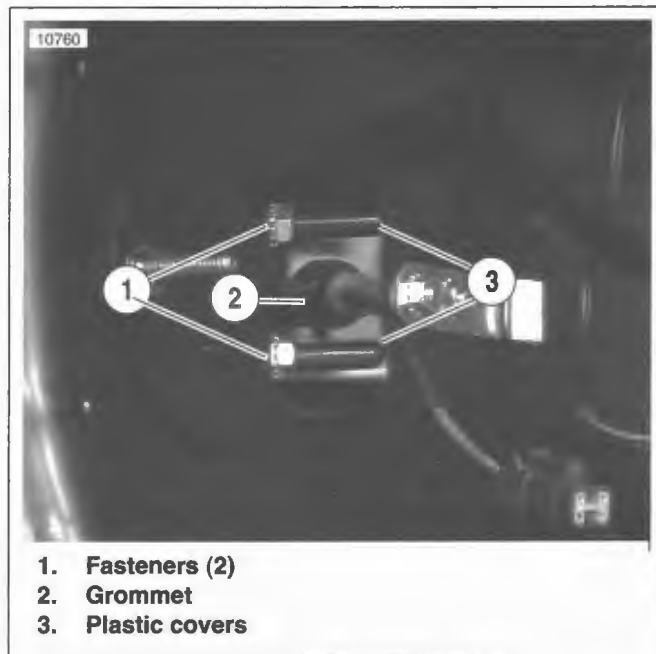 10760
1
2
3
1. Fasteners (2)
2. Grommet
3. Plastic covers